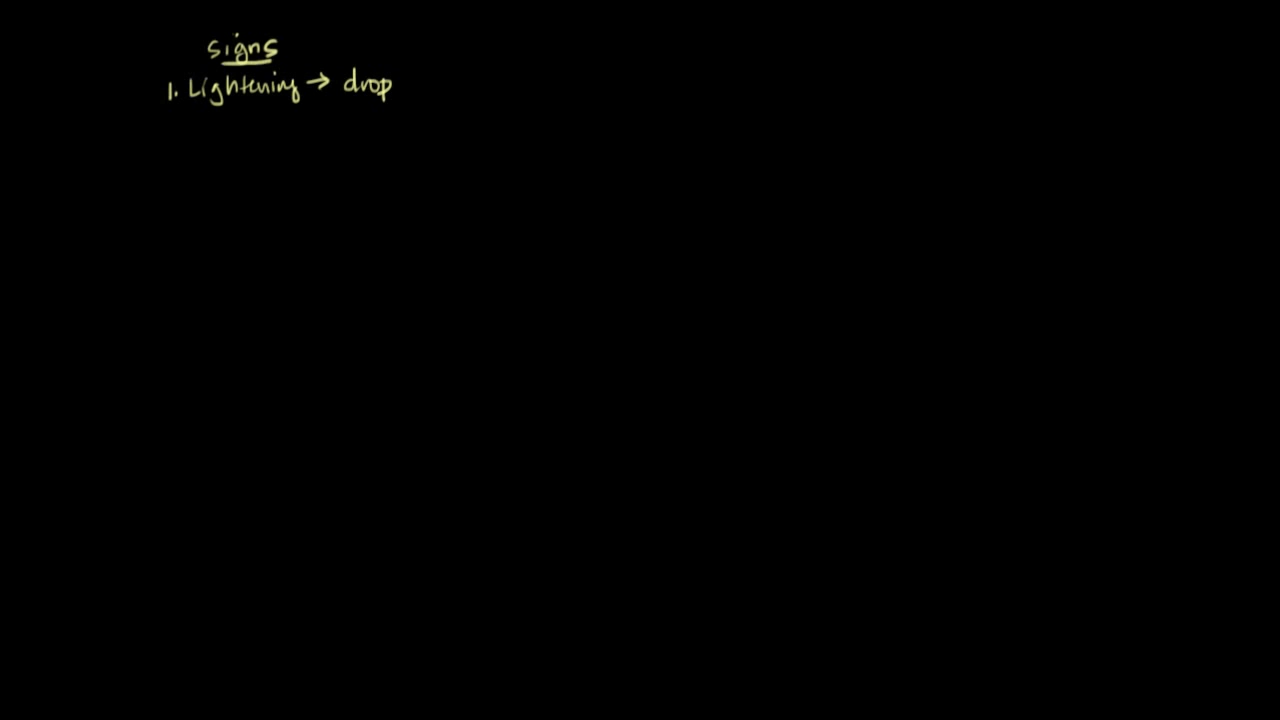 signs
1. Lightening → drop